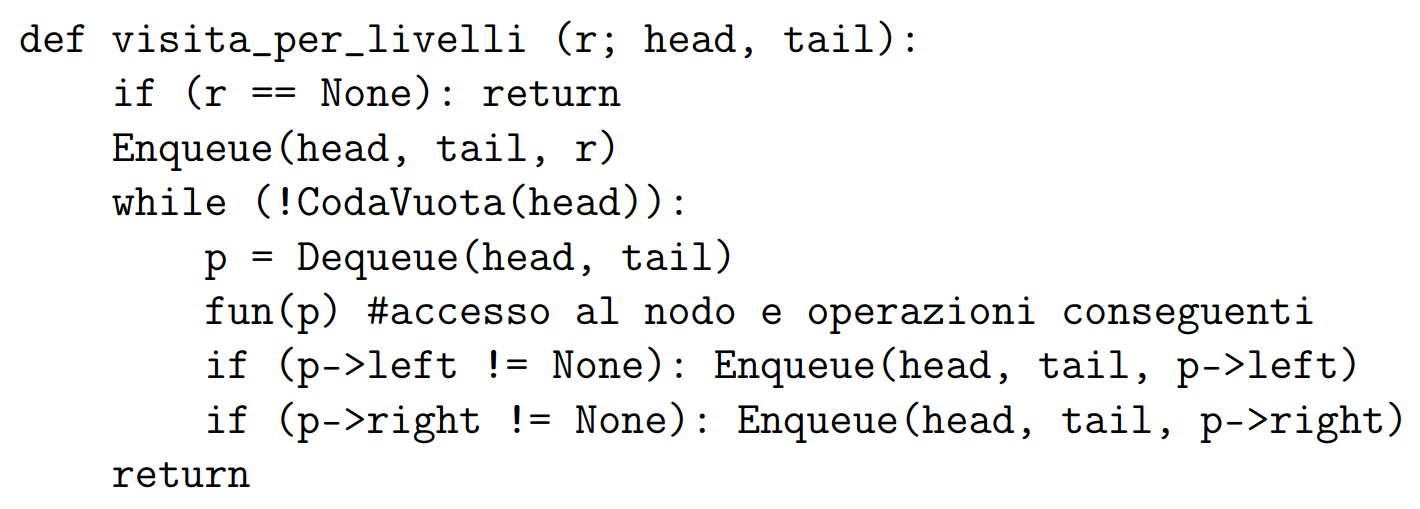 def visita_per_livelli (r; head, tail):
    if (r == None): return
    Enqueue(head, tail, r)
    while (!CodaVuota(head)):
        p = Dequeue(head, tail)
        fun(p) #accesso al nodo e operazioni conseguenti
        if (p->left != None): Enqueue(head, tail, p->left)
        if (p->right != None): Enqueue(head, tail, p->right)
    return